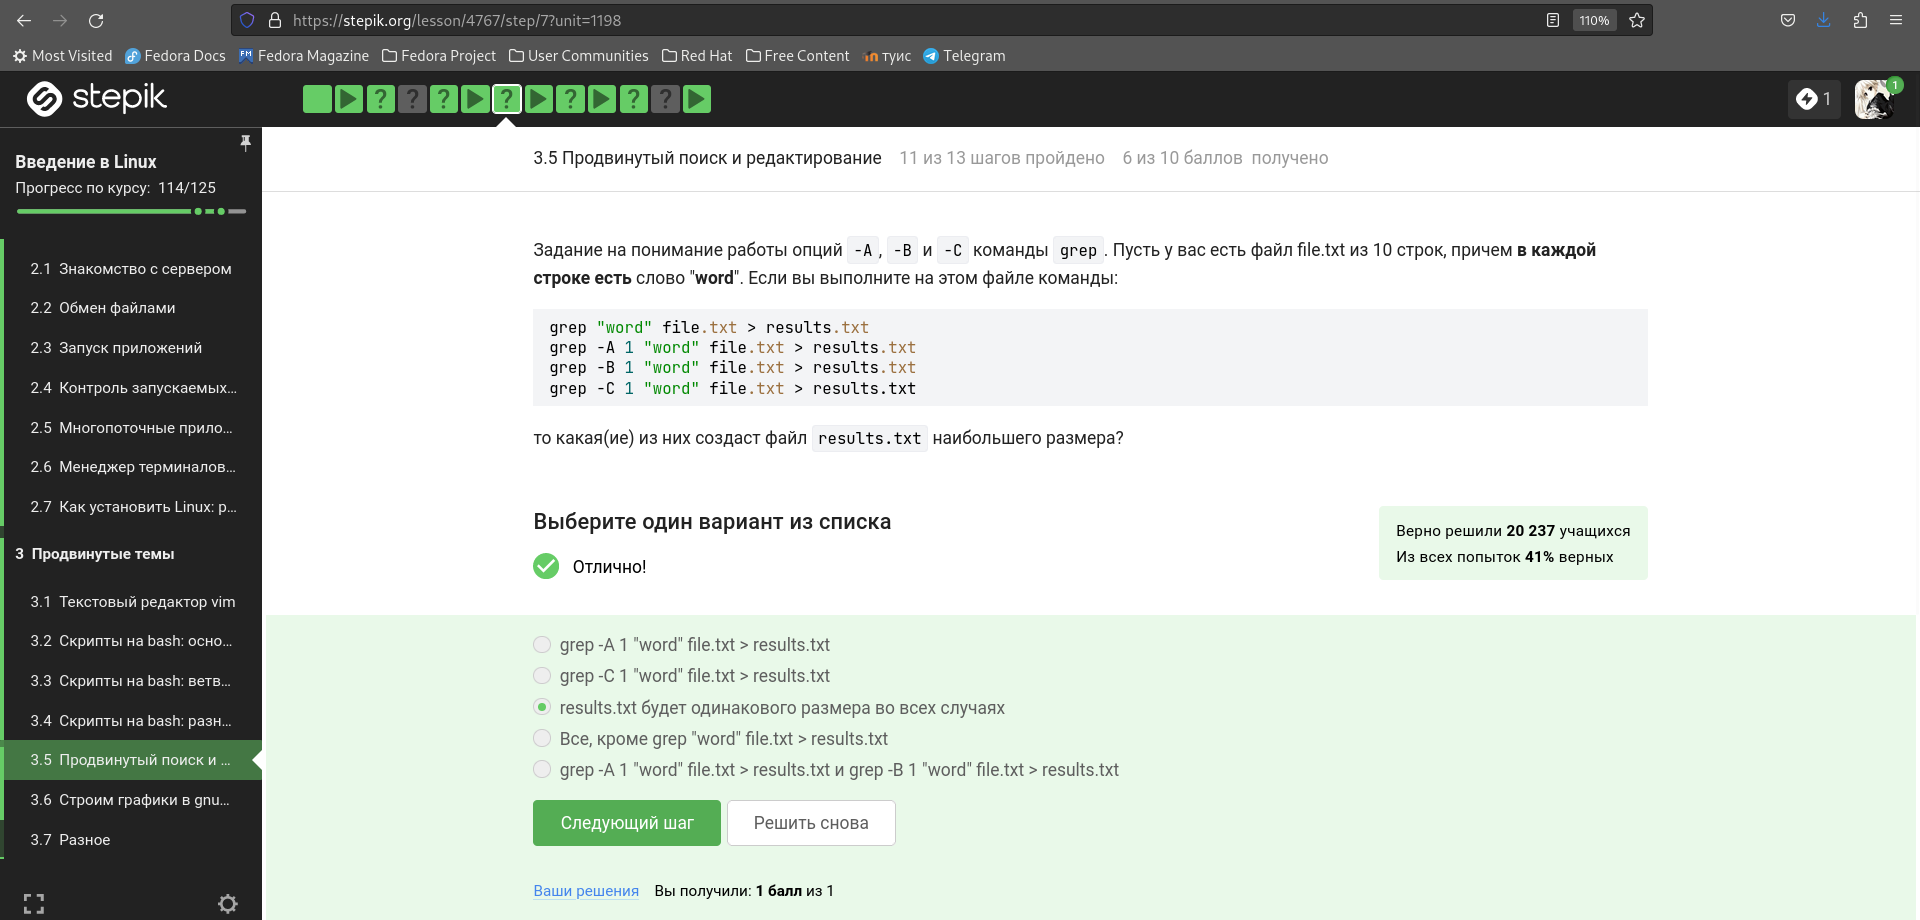 https://stepik.org/lesson/4767/step/7?unit=1198
110%
Most Visited Fedora Docs Fedora Magazine Fedora Project User Communities Red Hat Free Content туис Telegram
stepik
1
1
Введение в Linux
Прогресс по курсу: 114/125
2.1 Знакомство с сервером
2.2 Обмен файлами
2.3 Запуск приложений
2.4 Контроль запускаемых...
2.5 Многопоточные прило...
2.6 Менеджер терминалов...
2.7 Как установить Linux: р...
3 Продвинутые темы
3.1 Текстовый редактор vim
3.2 Скрипты на bash: осно...
3.3 Скрипты на bash: ветв...
3.4 Скрипты на bash: разн...
3.5 Продвинутый поиск и ...
3.6 Строим графики в gnu...
3.7 Разное
3.5 Продвинутый поиск и редактирование 11 из 13 шагов пройдено 6 из 10 баллов получено
Задание на понимание работы опций -A, -B и -C команды grep. Пусть у вас есть файл file.txt из 10 строк, причем в каждой
строке есть слово "word". Если вы выполните на этом файле команды:
grep "word" file.txt > results.txt
grep -A 1 "word" file.txt > results.txt
grep -B 1 "word" file.txt > results.txt
grep -C 1 "word" file.txt > results.txt
то какая(ие) из них создаст файл results.txt наибольшего размера?
Выберите один вариант из списка
Отлично!
Верно решили 20 237 учащихся
Из всех попыток 41% верных
grep -A 1 "word" file.txt > results.txt
grep -C 1 "word" file.txt > results.txt
results.txt будет одинакового размера во всех случаях
Все, кроме grep "word" file.txt > results.txt
grep -A 1 "word" file.txt > results.txt и grep -B 1 "word" file.txt > results.txt
Следующий шаг
Решить снова
Ваши решения Вы получили: 1 балл из 1